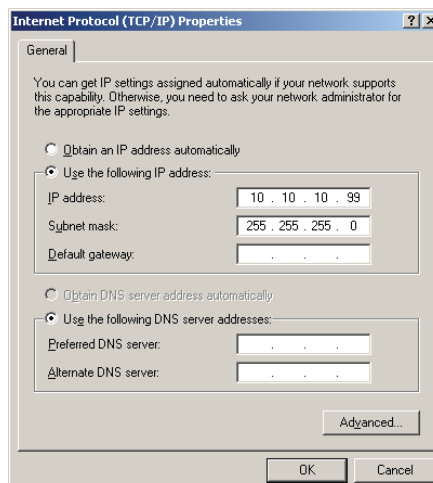 Internet Protocol (TCP/IP) Properties
General
You can get IP settings assigned automatically if your network supports
this capability. Otherwise, you need to ask your network administrator for
the appropriate IP settings.
Obtain an IP address automatically
Use the following IP address:
IP address: 10 . 10 . 10 . 99
Subnet mask: 255 . 255 . 255 . 0
Default gateway: . . .
Obtain DNS server address automatically
Use the following DNS server addresses:
Preferred DNS server: . . .
Alternate DNS server: . . .
Advanced...
OK Cancel